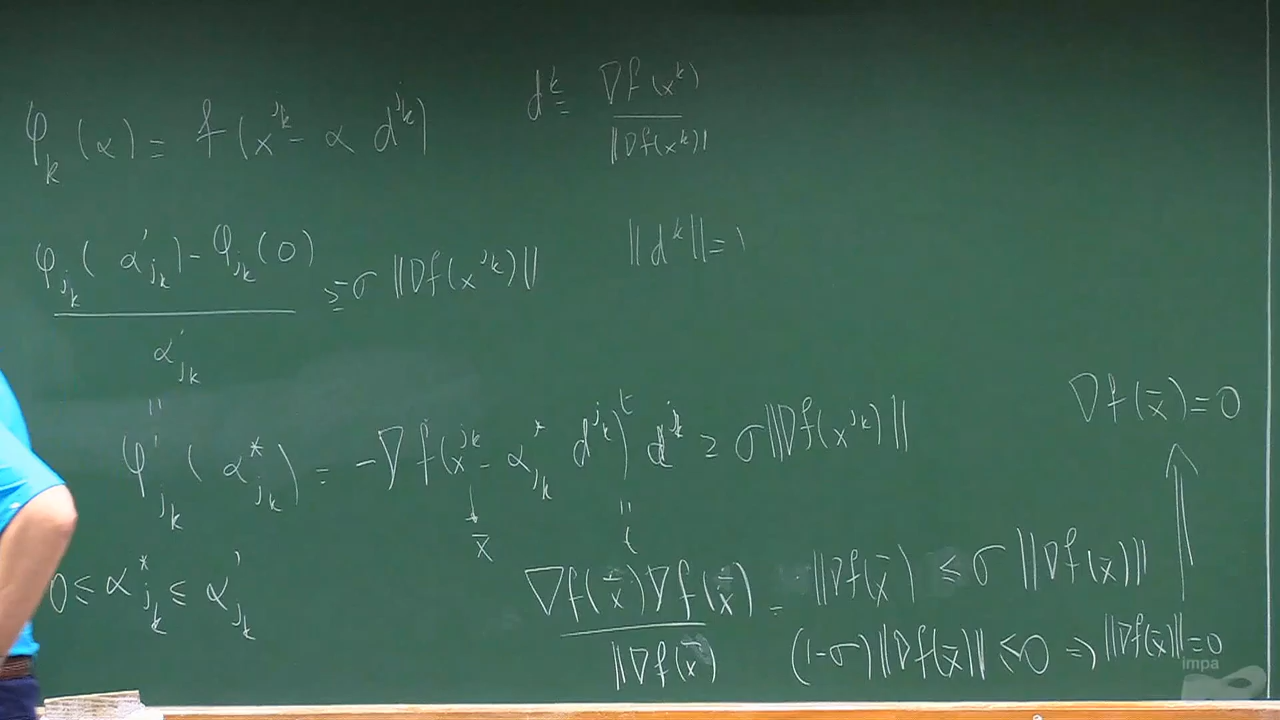 φ_k(α) = f(x^{j_k} - α d^{j_k})
d^k = ∇f(x^k) / ||∇f(x^k)||
||d^k|| = 1
(φ_{j_k}(α'_{j_k}) - φ_{j_k}(0)) / α'_{j_k} ≥ -σ ||∇f(x^{j_k})||
=
φ'_{j_k}(α^*_{j_k}) = -∇f(x^{j_k} - α^*_{j_k} d^{j_k})^t d^{j_k} ≥ σ||∇f(x^{j_k})||
↓
x̄
0 ≤ α^*_{j_k} ≤ α'_{j_k}
∇f(x̄)^t ∇f(x̄) / ||∇f(x̄) = ||∇f(x̄) ≤ σ ||∇f(x̄)||
(1-σ)||∇f(x̄)|| ≤ 0 ⇒ ||∇f(x̄)|| = 0
⇑
∇f(x̄) = 0
impa